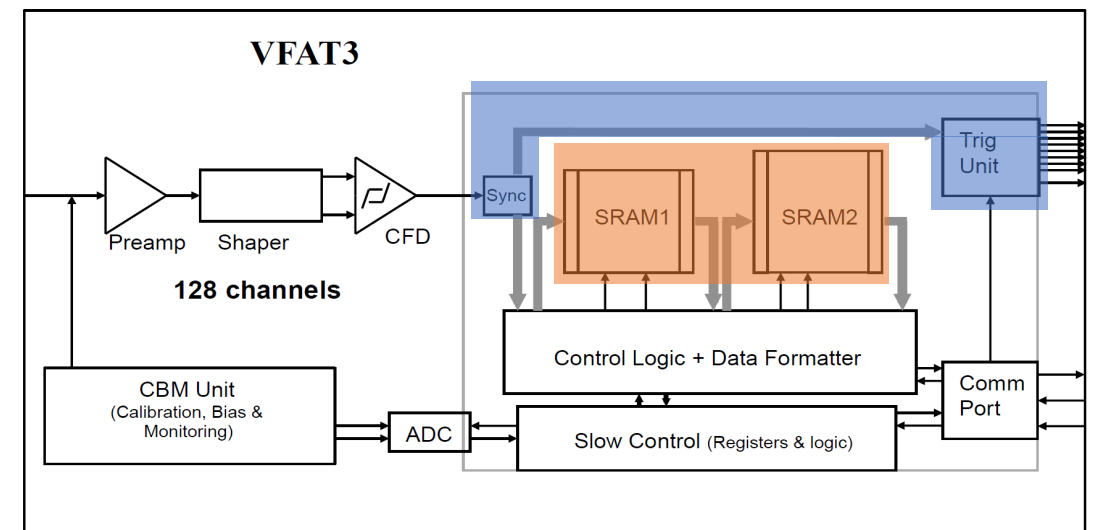 VFAT3
Trig
Unit
Sync
SRAM1
SRAM2
Preamp
Shaper
CFD
128 channels
Control Logic + Data Formatter
CBM Unit
(Calibration, Bias &
Monitoring)
ADC
Slow Control (Registers & logic)
Comm
Port